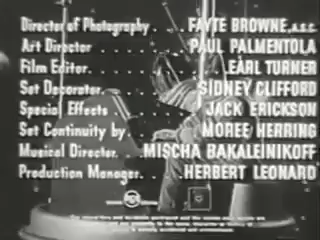 Director of Photography . . . FAYTE BROWNE, A.S.C.
Art Director . . . . . . . . PAUL PALMENTOLA
Film Editor. . . . . . . . . . . EARL TURNER
Set Decorator. . . . . . . SIDNEY CLIFFORD
Special Effects . . . . . . . JACK ERICKSON
Set Continuity by. . . . . . MOREE HERRING
Musical Director. . . MISCHA BAKALEINIKOFF
Production Manager. . . . HERBERT LEONARD
RCA